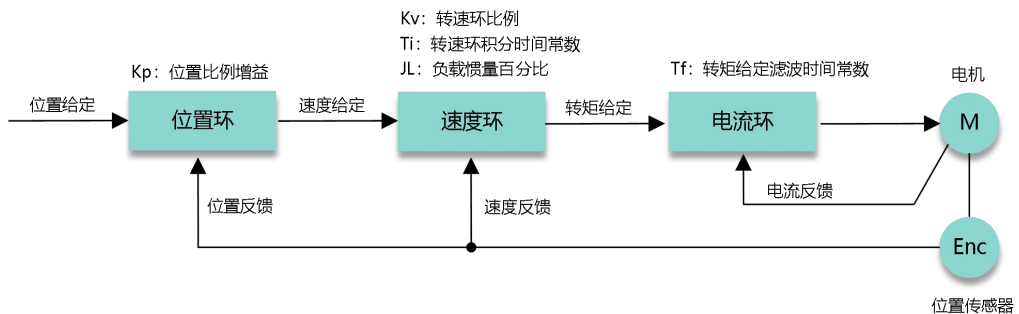 Kv：转速环比例
Ti：转速环积分时间常数
JL：负载惯量百分比
Kp：位置比例增益
Tf：转矩给定滤波时间常数
电机
位置给定
位置环
速度给定
速度环
转矩给定
电流环
M
电流反馈
位置反馈
速度反馈
Enc
位置传感器